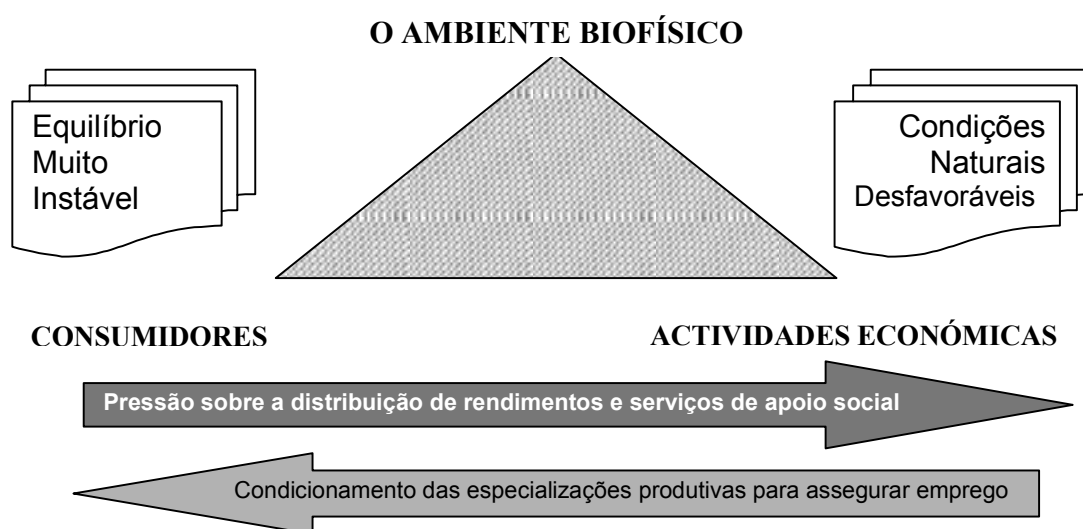 O AMBIENTE BIOFÍSICO
Equilíbrio
Muito
Instável
Condições
Naturais
Desfavoráveis
CONSUMIDORES
ACTIVIDADES ECONÓMICAS
Pressão sobre a distribuição de rendimentos e serviços de apoio social
Condicionamento das especializações produtivas para assegurar emprego